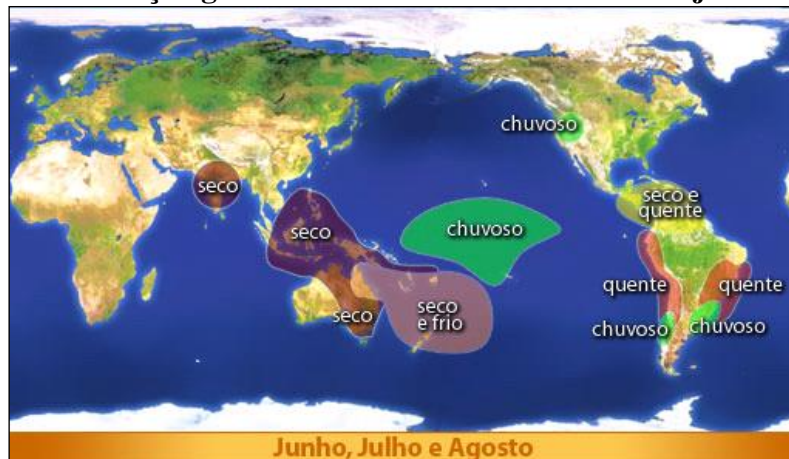 chuvoso
seco
seco e
quente
seco
chuvoso
quente
quente
seco
e frio
seco
chuvoso
chuvoso
Junho, Julho e Agosto